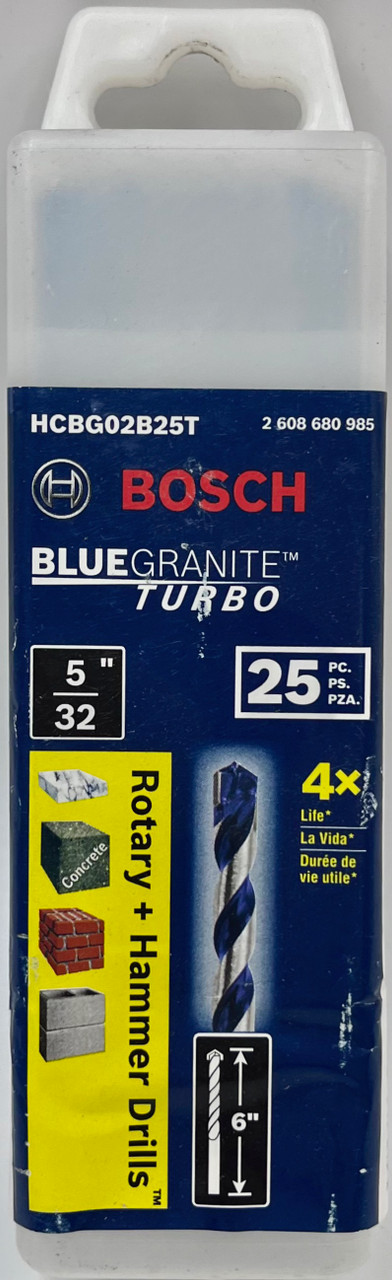 HCBG02B25T
2 608 680 985
BOSCH
BLUEGRANITE™
TURBO
5"
32
25
PC.
PS.
PZA.
4×
Life*
La Vida*
Durée de
vie utile*
Rotary + Hammer Drills™
Concrete
6"